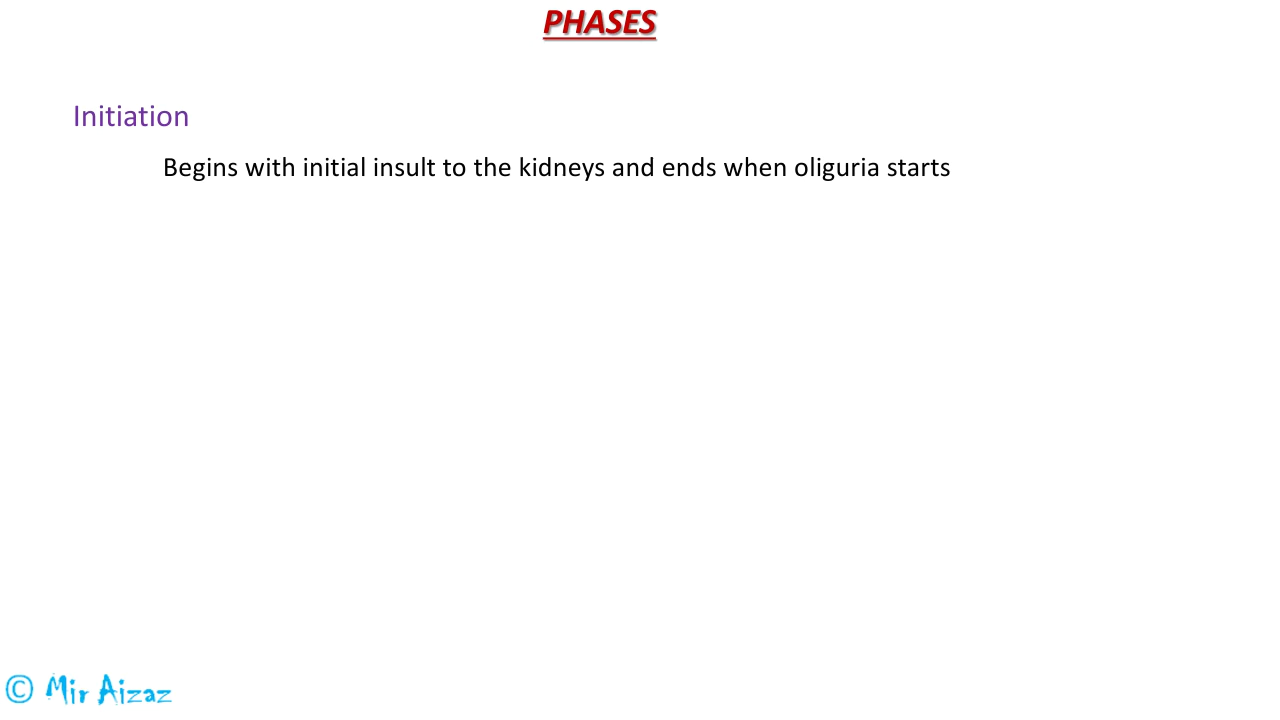 PHASES
Initiation
Begins with initial insult to the kidneys and ends when oliguria starts
© Mir Aizaz